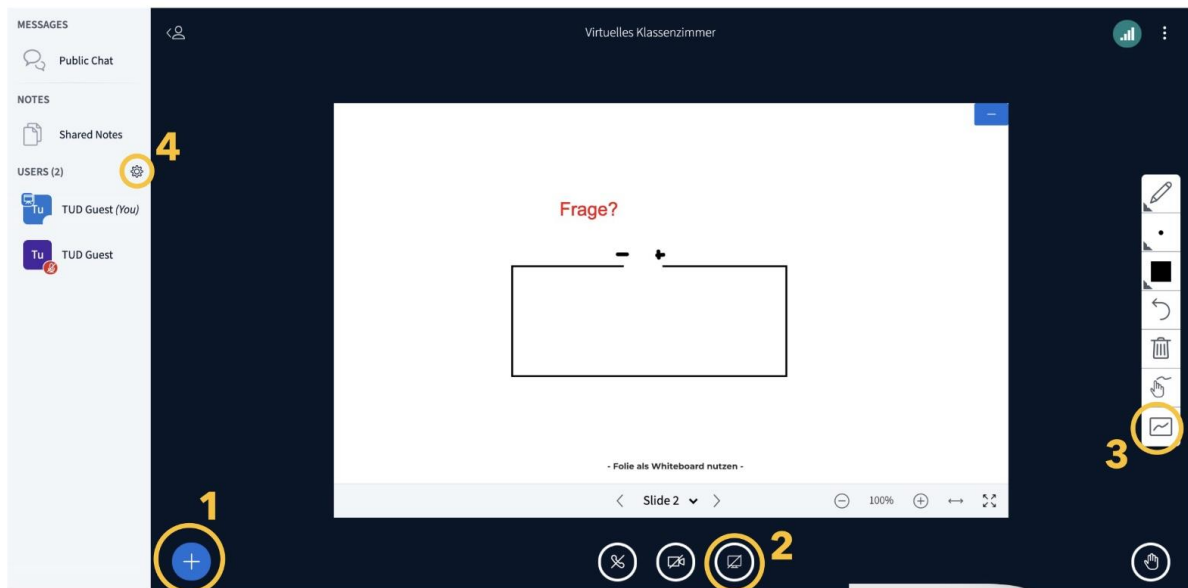 MESSAGES
Public Chat
NOTES
Shared Notes
4
USERS (2)
Tu TUD Guest (You)
Tu TUD Guest
Virtuelles Klassenzimmer
Frage?
- +
- Folie als Whiteboard nutzen -
Slide 2
100%
1
2
3